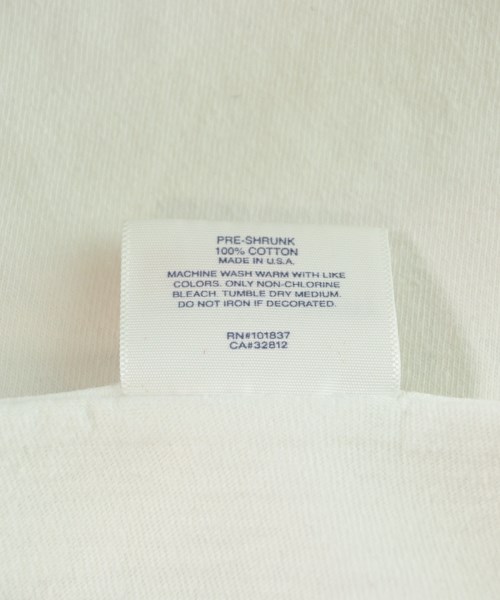 PRE-SHRUNK
100% COTTON
MADE IN U.S.A.
MACHINE WASH WARM WITH LIKE
COLORS. ONLY NON-CHLORINE
BLEACH. TUMBLE DRY MEDIUM.
DO NOT IRON IF DECORATED.
RN#101837
CA#32812